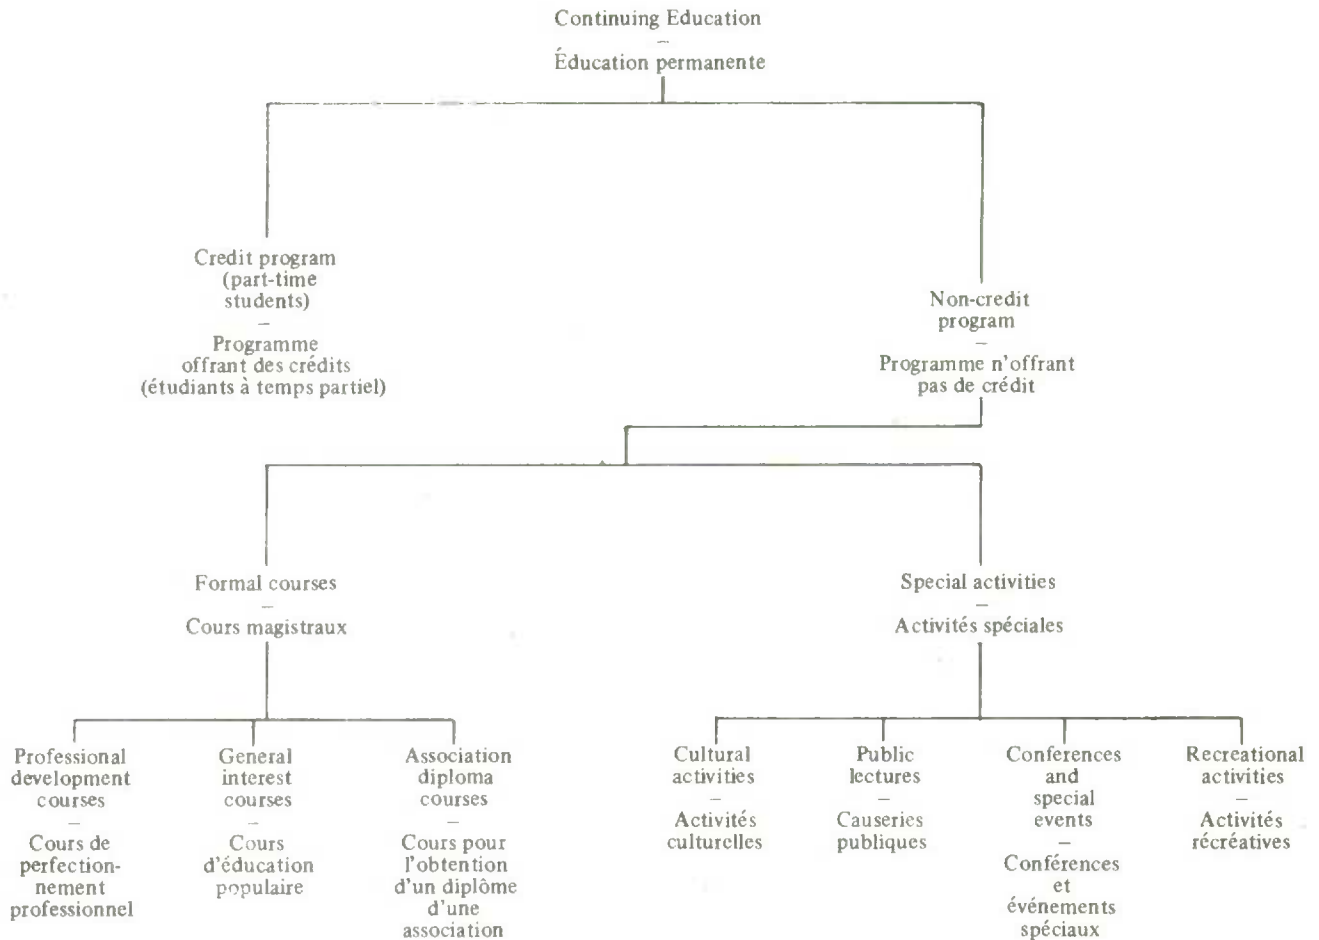 Continuing Education
–
Éducation permanente
Credit program
(part-time
students)
–
Programme
offrant des crédits
(étudiants à temps partiel)
Non-credit
program
–
Programme n'offrant
pas de crédit
Formal courses
–
Cours magistraux
Special activities
–
Activités spéciales
Professional
development
courses
–
Cours de
perfection-
nement
professionnel
General
interest
courses
–
Cours
d'éducation
populaire
Association
diploma
courses
–
Cours pour
l'obtention
d'un diplôme
d'une
association
Cultural
activities
–
Activités
culturelles
Public
lectures
–
Causeries
publiques
Conferences
and
special
events
–
Conférences
et
événements
spéciaux
Recreational
activities
–
Activités
récréatives